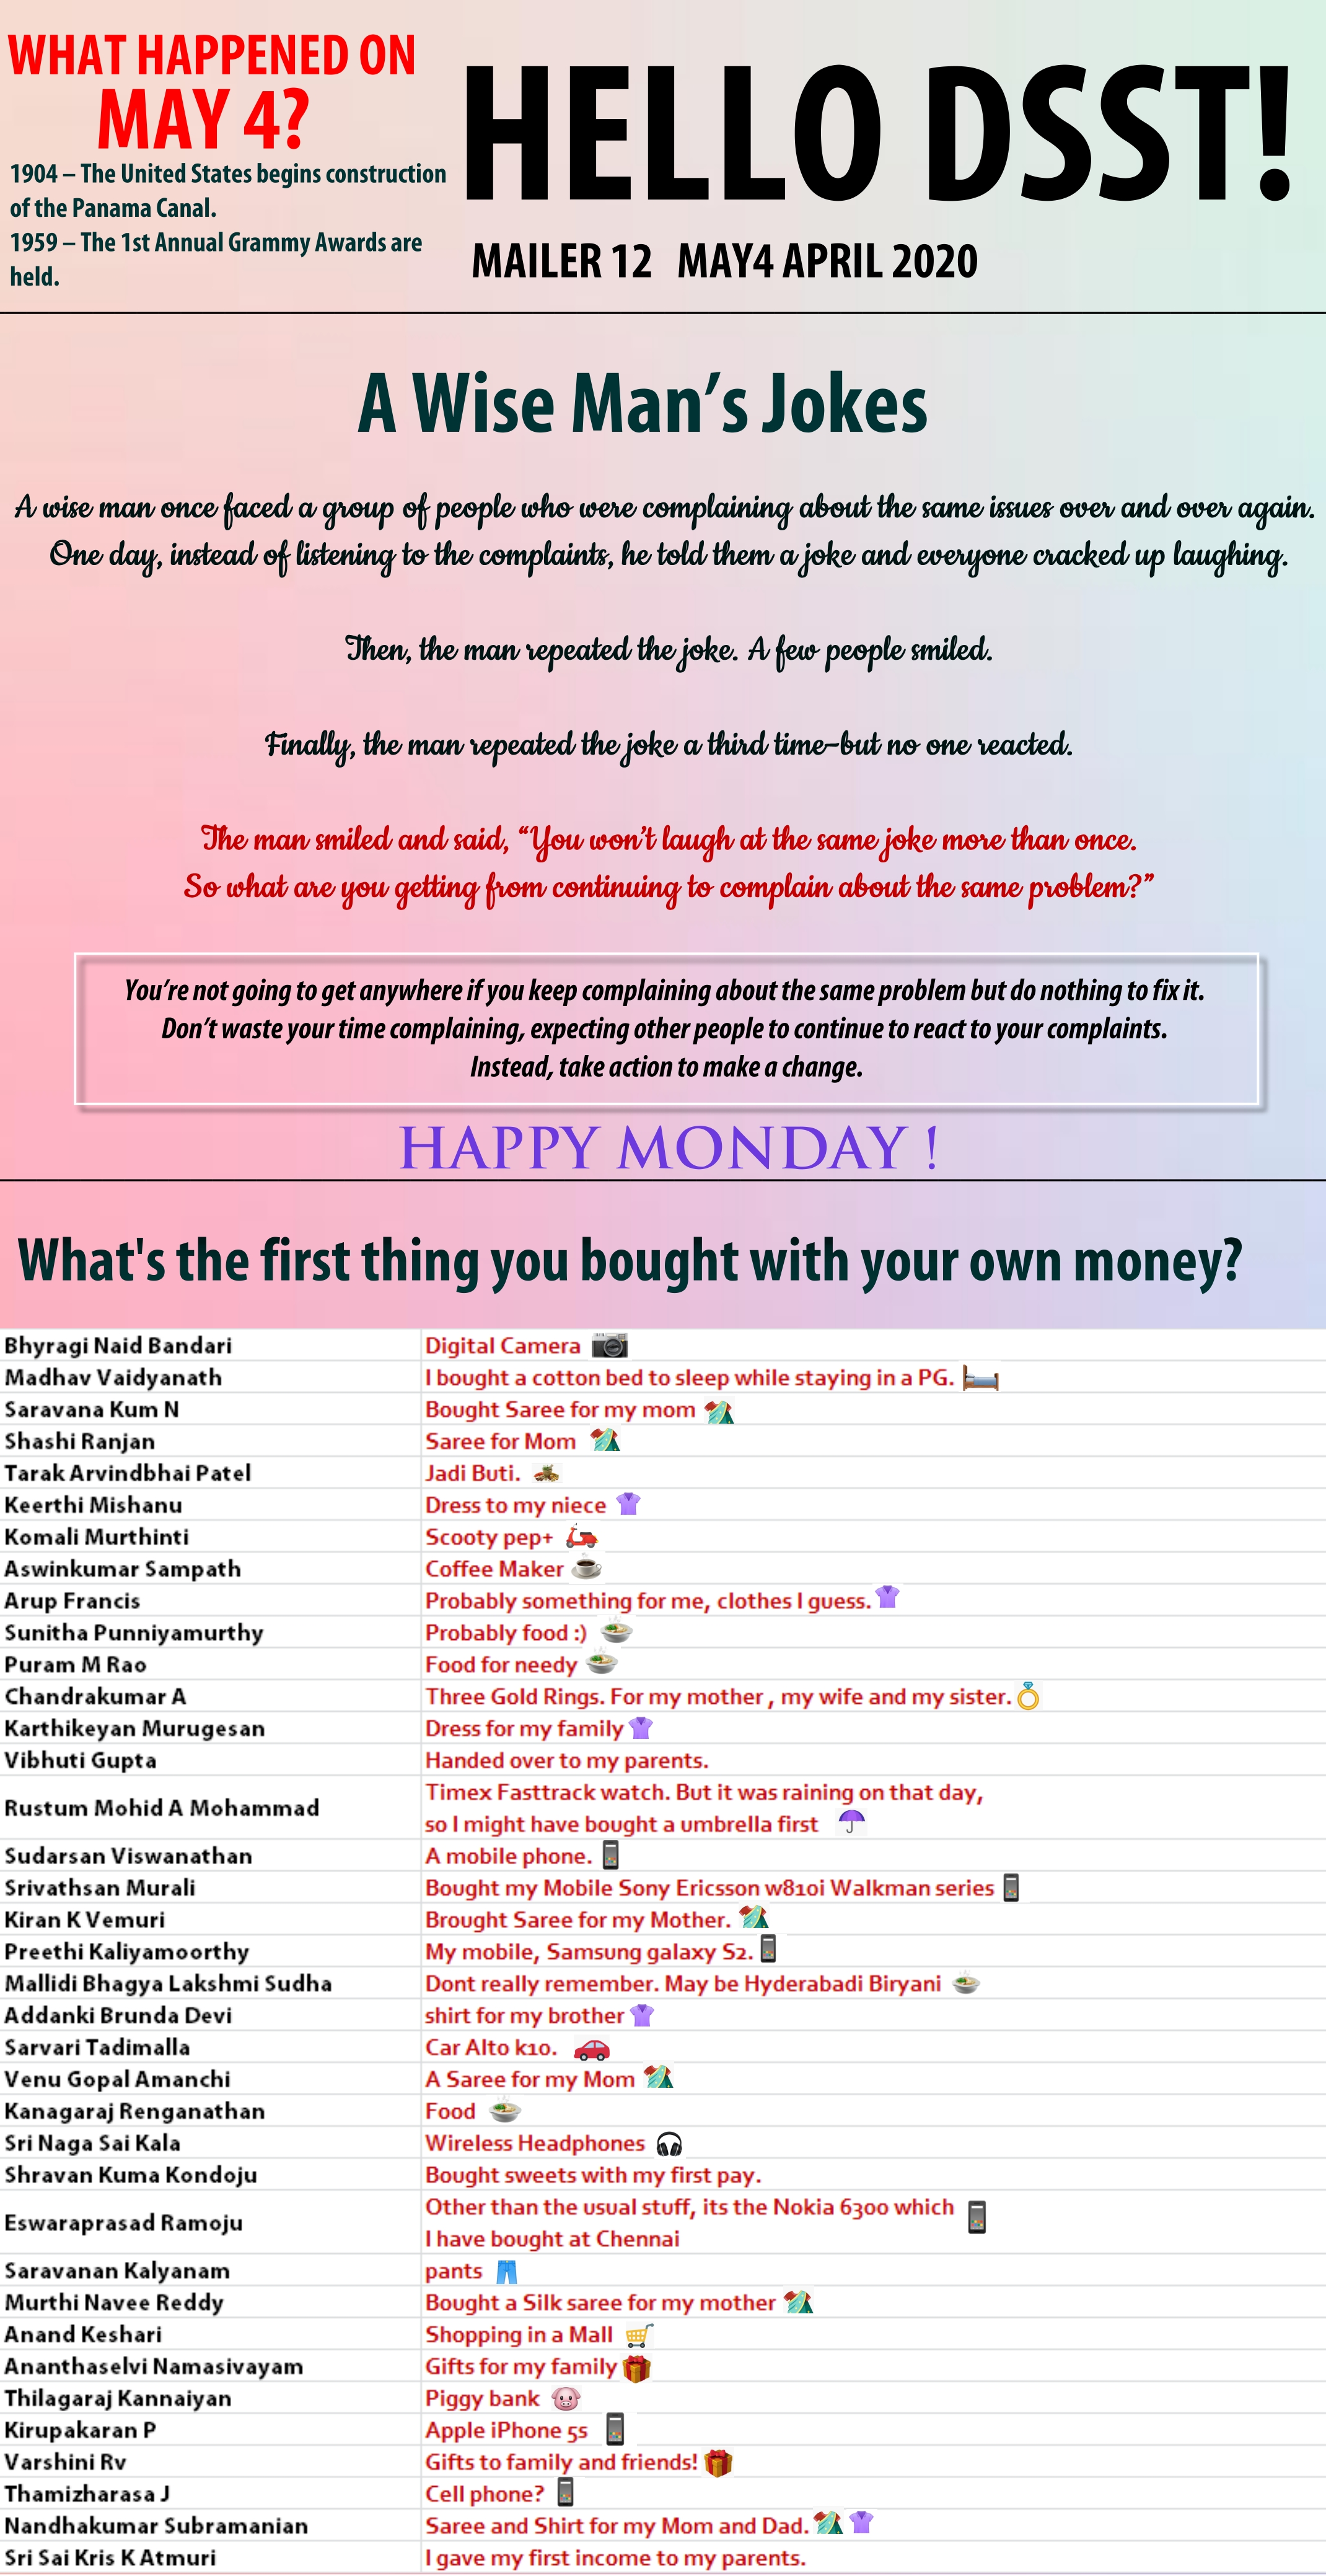 WHAT HAPPENED ON
MAY 4?
1904 – The United States begins construction
of the Panama Canal.
1959 – The 1st Annual Grammy Awards are
held.
HELLO DSST!
MAILER 12 MAY4 APRIL 2020
A Wise Man’s Jokes
A wise man once faced a group of people who were complaining about the same issues over and over again.
One day, instead of listening to the complaints, he told them a joke and everyone cracked up laughing.
Then, the man repeated the joke. A few people smiled.
Finally, the man repeated the joke a third time–but no one reacted.
The man smiled and said, “You won’t laugh at the same joke more than once.
So what are you getting from continuing to complain about the same problem?”
You’re not going to get anywhere if you keep complaining about the same problem but do nothing to fix it.
Don’t waste your time complaining, expecting other people to continue to react to your complaints.
Instead, take action to make a change.
HAPPY MONDAY !
What's the first thing you bought with your own money?
Bhyragi Naid Bandari Digital Camera
Madhav Vaidyanath I bought a cotton bed to sleep while staying in a PG.
Saravana Kum N Bought Saree for my mom
Shashi Ranjan Saree for Mom
Tarak Arvindbhai Patel Jadi Buti.
Keerthi Mishanu Dress to my niece
Komali Murthinti Scooty pep+
Aswinkumar Sampath Coffee Maker
Arup Francis Probably something for me, clothes I guess.
Sunitha Punniyamurthy Probably food :)
Puram M Rao Food for needy
Chandrakumar A Three Gold Rings. For my mother , my wife and my sister.
Karthikeyan Murugesan Dress for my family
Vibhuti Gupta Handed over to my parents.
Rustum Mohid A Mohammad Timex Fasttrack watch. But it was raining on that day,
so I might have bought a umbrella first
Sudarsan Viswanathan A mobile phone.
Srivathsan Murali Bought my Mobile Sony Ericsson w810i Walkman series
Kiran K Vemuri Brought Saree for my Mother.
Preethi Kaliyamoorthy My mobile, Samsung galaxy S2.
Mallidi Bhagya Lakshmi Sudha Dont really remember. May be Hyderabadi Biryani
Addanki Brunda Devi shirt for my brother
Sarvari Tadimalla Car Alto k10.
Venu Gopal Amanchi A Saree for my Mom
Kanagaraj Renganathan Food
Sri Naga Sai Kala Wireless Headphones
Shravan Kuma Kondoju Bought sweets with my first pay.
Eswaraprasad Ramoju Other than the usual stuff, its the Nokia 6300 which
I have bought at Chennai
Saravanan Kalyanam pants
Murthi Navee Reddy Bought a Silk saree for my mother
Anand Keshari Shopping in a Mall
Ananthaselvi Namasivayam Gifts for my family
Thilagaraj Kannaiyan Piggy bank
Kirupakaran P Apple iPhone 5s
Varshini Rv Gifts to family and friends!
Thamizharasa J Cell phone?
Nandhakumar Subramanian Saree and Shirt for my Mom and Dad.
Sri Sai Kris K Atmuri I gave my first income to my parents.